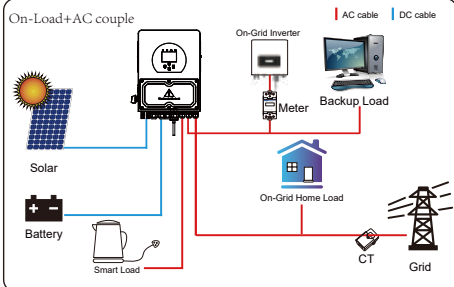 On-Load+AC couple
AC cable
DC cable
On-Grid Inverter
Meter
Backup Load
Solar
On-Grid Home Load
Battery
CT
Grid
Smart Load